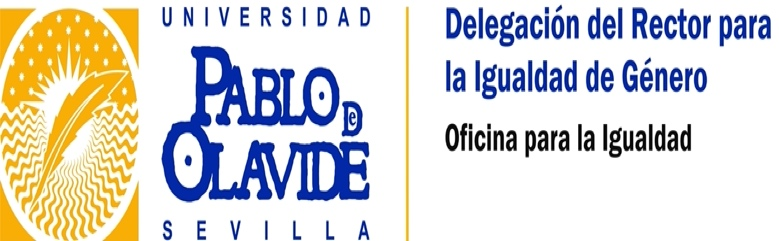 UNIVERSIDAD
PABLO DE
OLAVIDE
SEVILLA
Delegación del Rector para
la Igualdad de Género
Oficina para la Igualdad